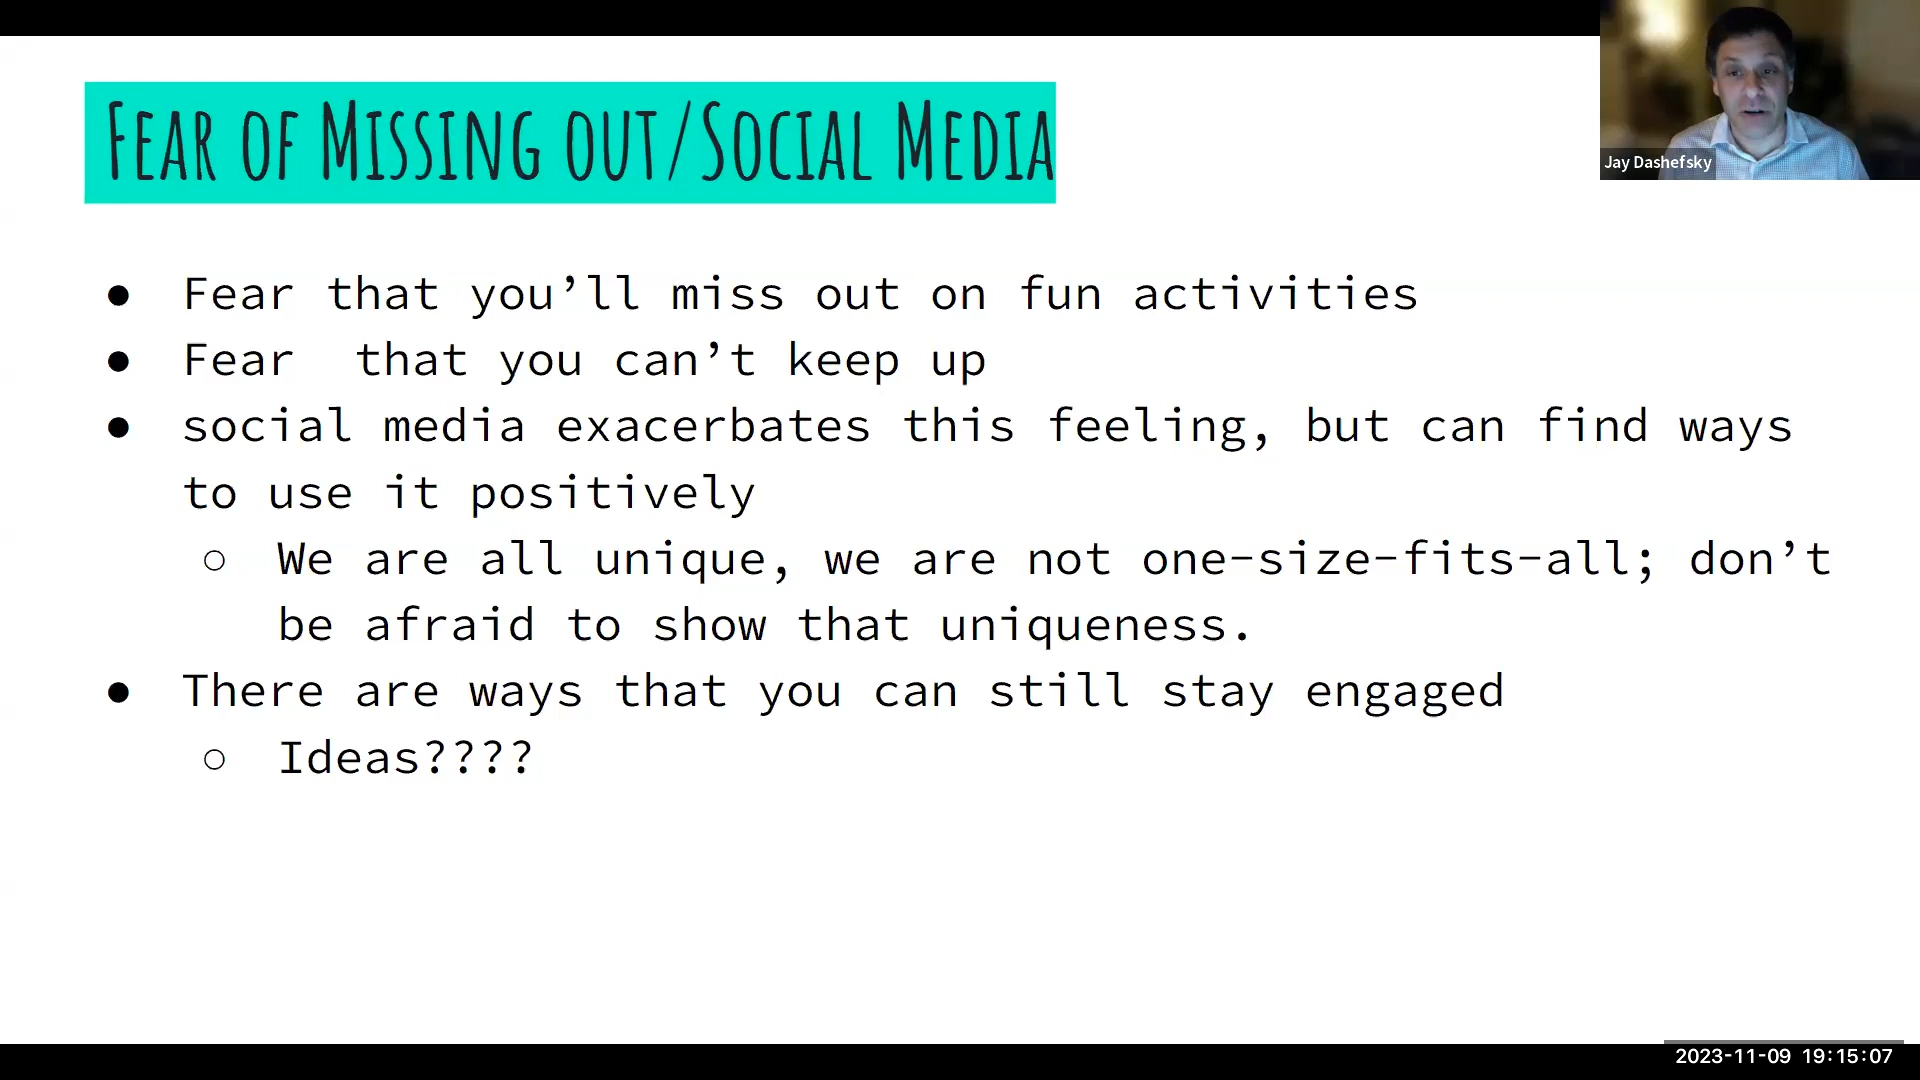 Fear of Missing out/Social Media
Jay Dashefsky
● Fear that you’ll miss out on fun activities
● Fear  that you can’t keep up
● social media exacerbates this feeling, but can find ways
to use it positively
○ We are all unique, we are not one-size-fits-all; don’t
be afraid to show that uniqueness.
● There are ways that you can still stay engaged
○ Ideas????
2023-11-09 19:15:07